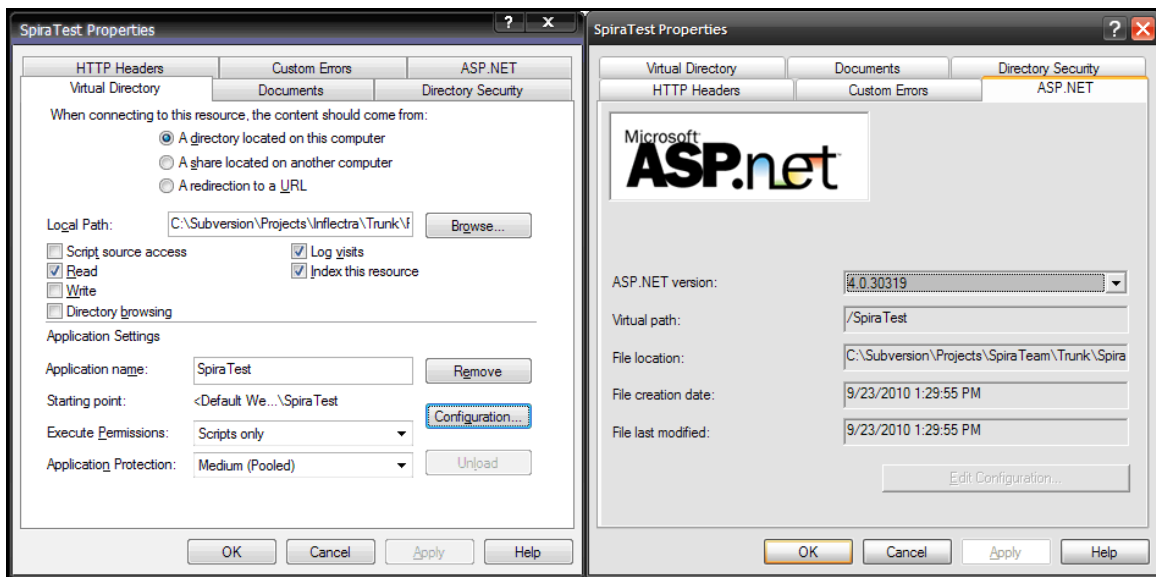 SpiraTest Properties
? X
HTTP Headers Custom Errors ASP.NET
Virtual Directory Documents Directory Security
When connecting to this resource, the content should come from:
A directory located on this computer
A share located on another computer
A redirection to a URL
Local Path: C:\Subversion\Projects\Inflectra\Trunk\F Browse...
Script source access Log visits
Read Index this resource
Write
Directory browsing
Application Settings
Application name: SpiraTest Remove
Starting point: <Default We...\SpiraTest
Configuration...
Execute Permissions: Scripts only
Application Protection: Medium (Pooled) Unload
OK Cancel Apply Help
SpiraTest Properties
? X
Virtual Directory Documents Directory Security
HTTP Headers Custom Errors ASP.NET
Microsoft
ASP.net
ASP.NET version: 4.0.30319
Virtual path: /SpiraTest
File location: C:\Subversion\Projects\SpiraTeam\Trunk\Spira
File creation date: 9/23/2010 1:29:55 PM
File last modified: 9/23/2010 1:29:55 PM
Edit Configuration...
OK Cancel Apply Help